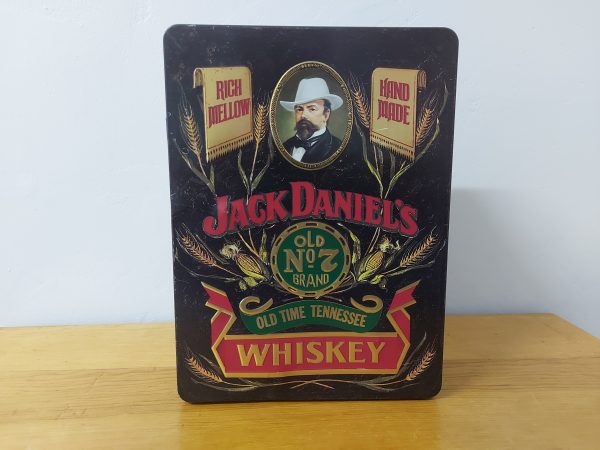 RICH
MELLOW
HAND
MADE
JACK DANIEL'S
OLD
No. 7
BRAND
OLD TIME TENNESSEE
WHISKEY